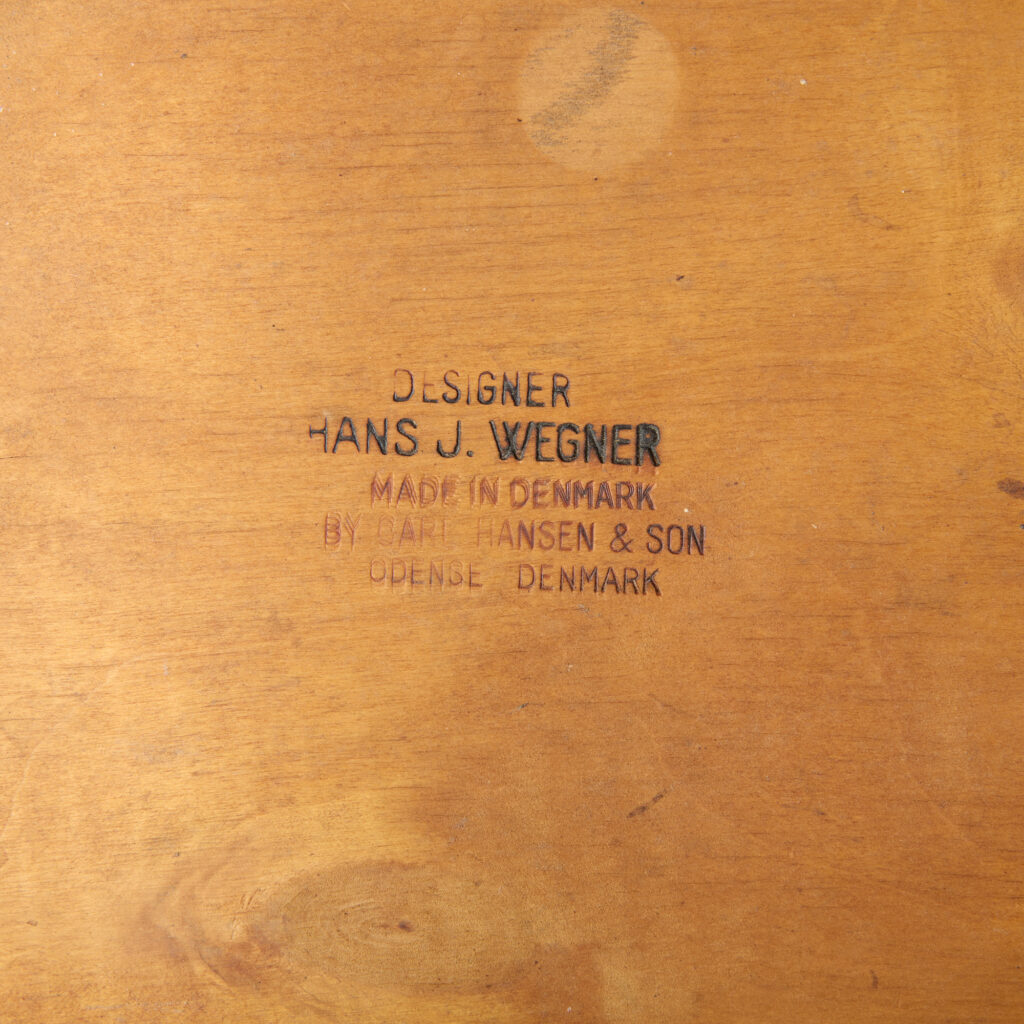 DESIGNER
HANS J. WEGNER
MADE IN DENMARK
BY CARL HANSEN & SON
ODENSE DENMARK